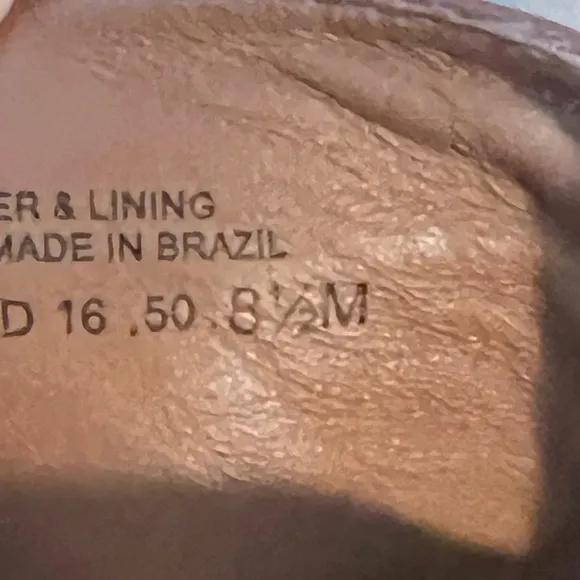 ER & LINING
MADE IN BRAZIL
D 16 .50 . 8½M